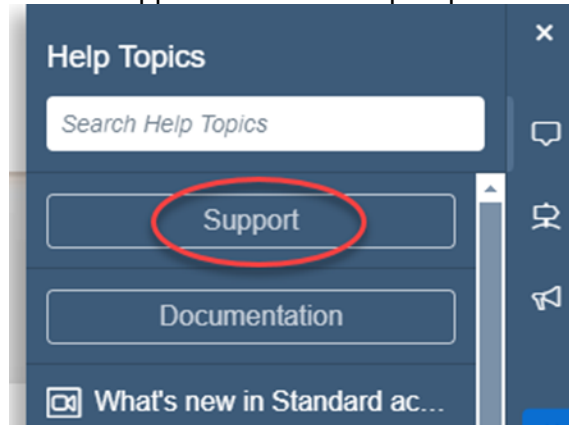 Help Topics
Search Help Topics
Support
Documentation
What's new in Standard ac...